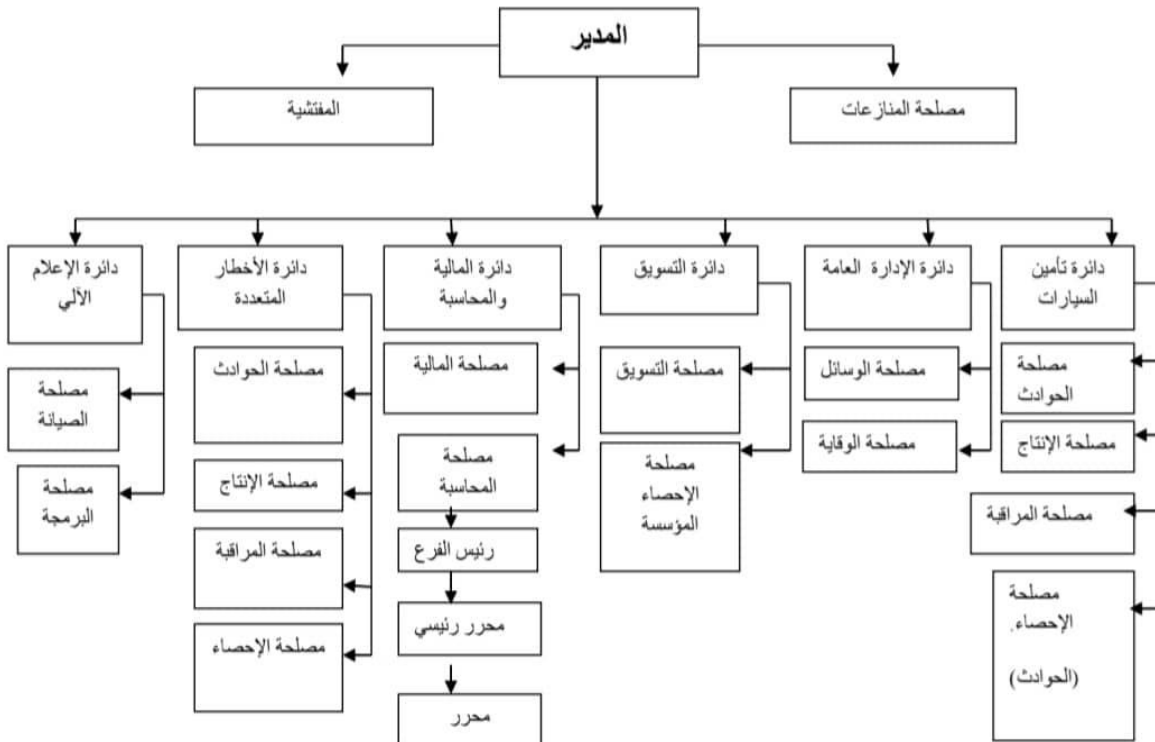 المدير
مصلحة المنازعات
المفتشية
دائرة تأمين
السيارات
دائرة الإدارة العامة
دائرة التسويق
دائرة المالية
والمحاسبة
دائرة الأخطار
المتعددة
دائرة الإعلام
الآلي
مصلحة
الحوادث
مصلحة الإنتاج
مصلحة المراقبة
مصلحة
الإحصاء.
(الحوادث)
مصلحة الوسائل
مصلحة الوقاية
مصلحة التسويق
مصلحة
الإحصاء
المؤسسة
مصلحة المالية
مصلحة
المحاسبة
رئيس الفرع
محرر رئيسي
محرر
مصلحة الحوادث
مصلحة الإنتاج
مصلحة المراقبة
مصلحة الإحصاء
مصلحة
الصيانة
مصلحة
البرمجة